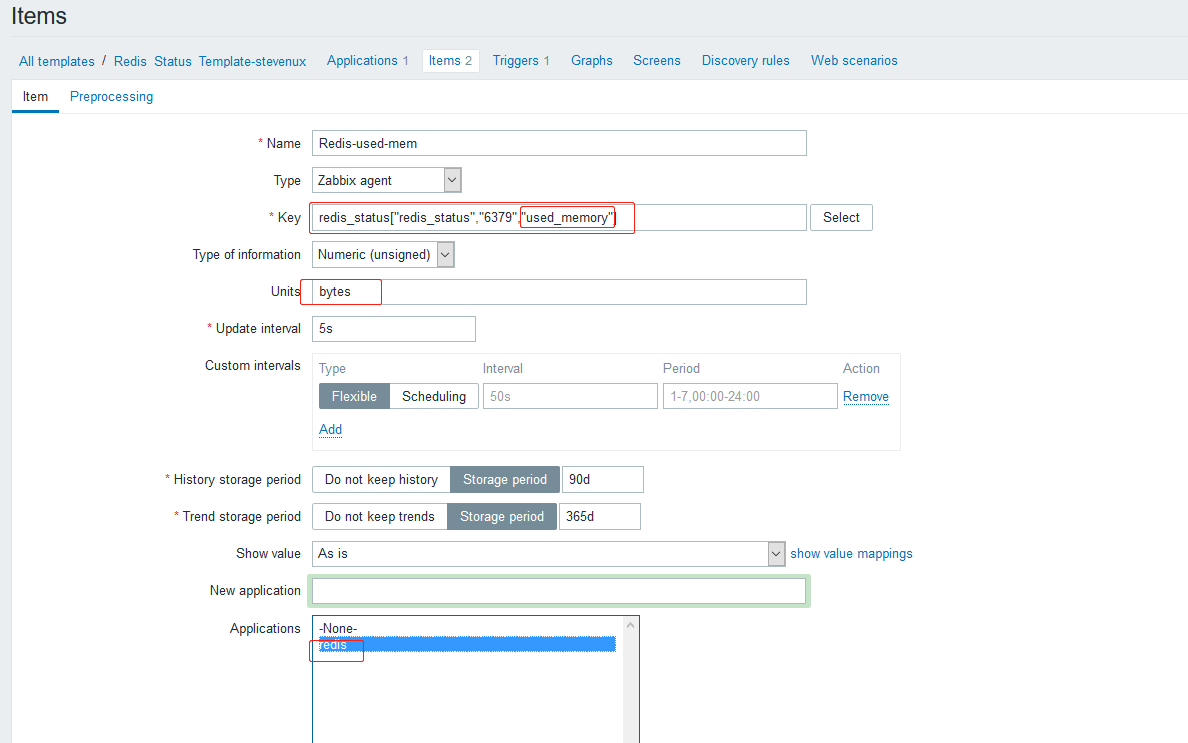 Items
All templates / Redis Status Template-stevenux Applications 1 Items 2 Triggers 1 Graphs Screens Discovery rules Web scenarios
Item Preprocessing
* Name Redis-used-mem
Type Zabbix agent
* Key redis_status["redis_status","6379","used_memory"] Select
Type of information Numeric (unsigned)
Units bytes
* Update interval 5s
Custom intervals Type Interval Period Action
Flexible Scheduling 50s 1-7,00:00-24:00 Remove
Add
* History storage period Do not keep history Storage period 90d
* Trend storage period Do not keep trends Storage period 365d
Show value As is show value mappings
New application
Applications -None-
redis